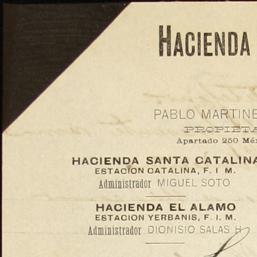 HACIENDA
PABLO MARTINE
PROPIETA
Apartado 250 Mé
HACIENDA SANTA CATALINA
ESTACION CATALINA, F. I M.
Administrador MIGUEL SOTO
HACIENDA EL ALAMO
ESTACION YERBANIS, F. I. M.
Administrador DIONISIO SALAS H